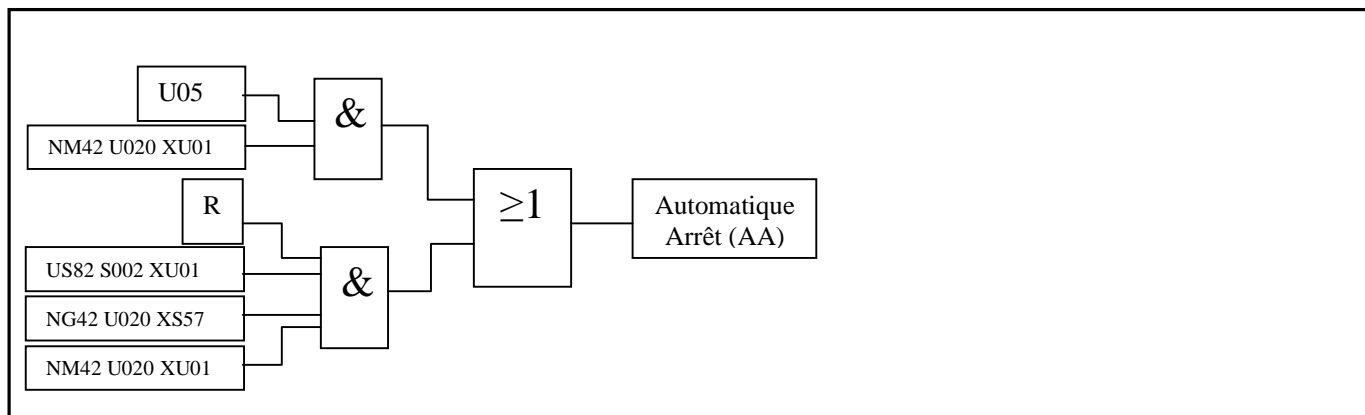 U05
&
NM42 U020 XU01
R
≥1
Automatique
Arrêt (AA)
US82 S002 XU01
&
NG42 U020 XS57
NM42 U020 XU01